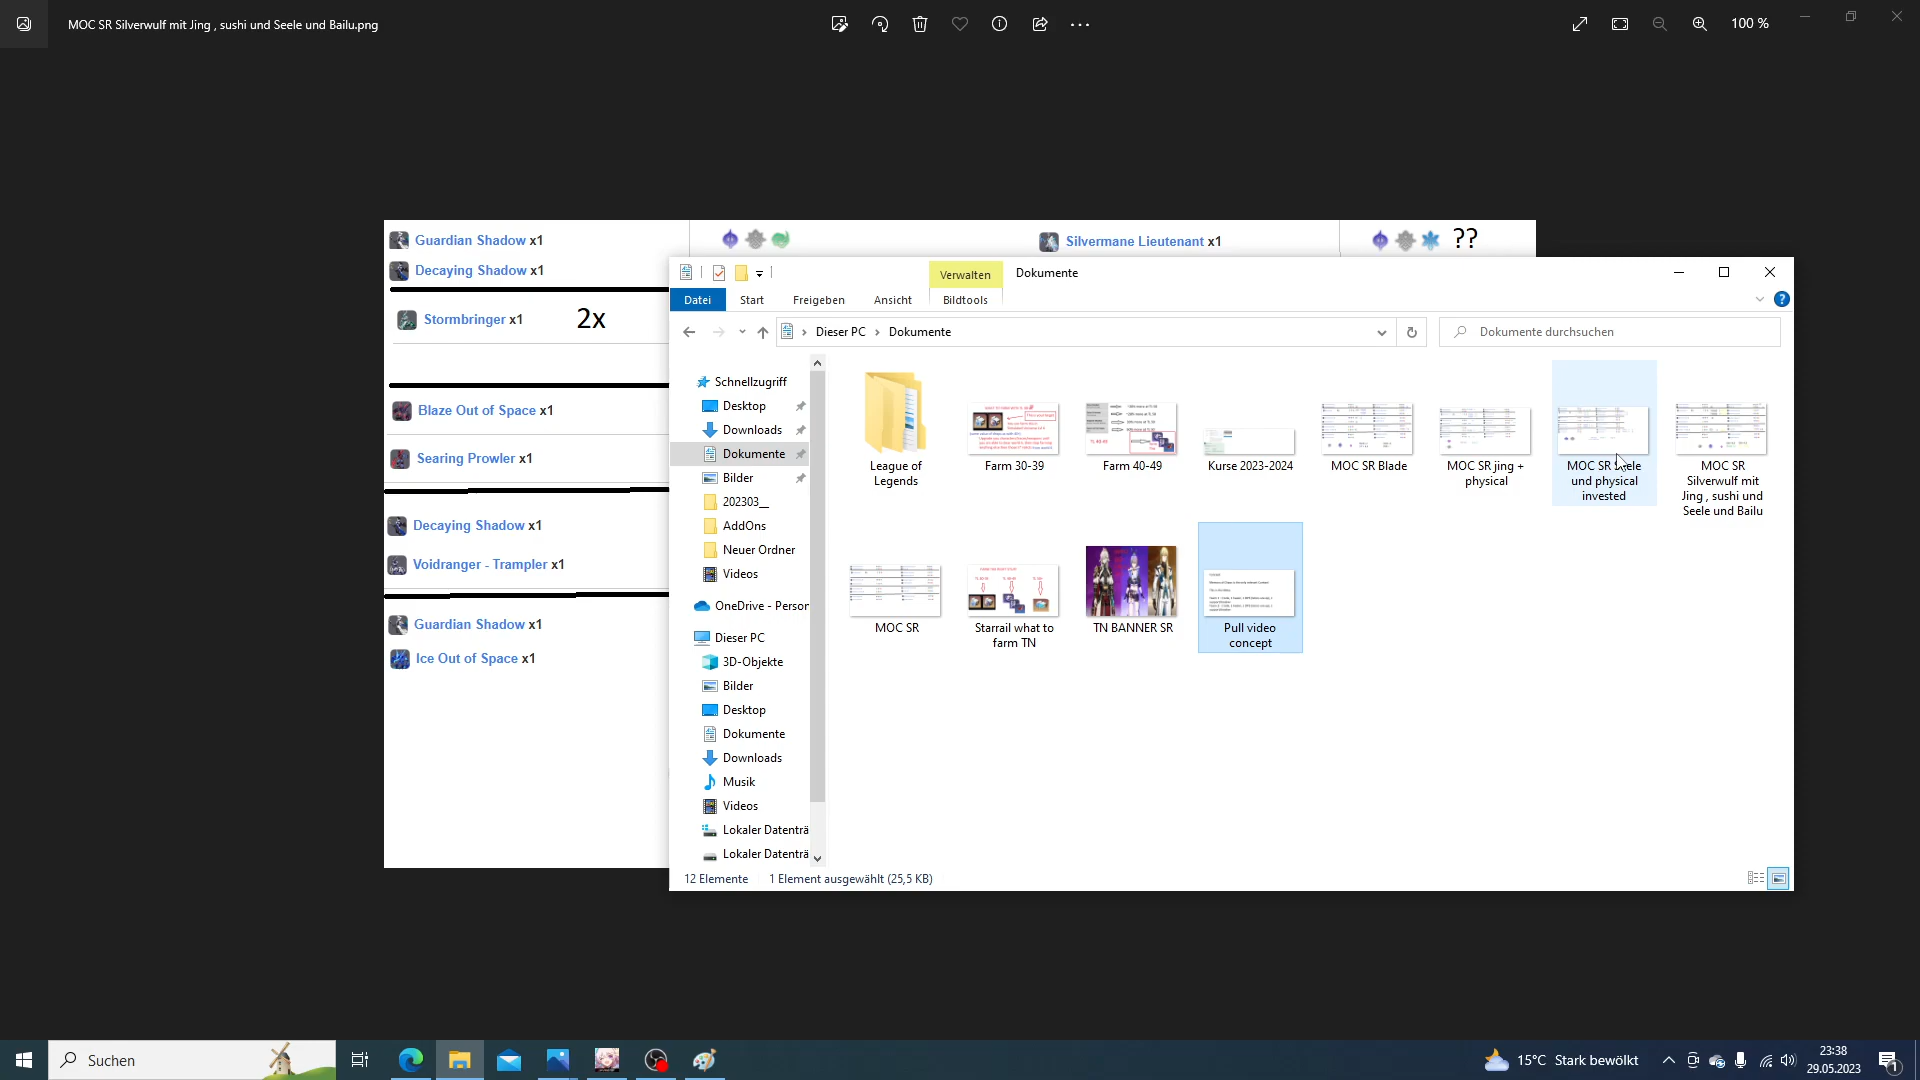 MOC SR Silverwulf mit Jing , sushi und Seele und Bailu.png
100 %
Guardian Shadow x1
Silvermane Lieutenant x1
??
Decaying Shadow x1
Stormbringer x1
2x
Blaze Out of Space x1
Searing Prowler x1
Decaying Shadow x1
Voidranger - Trampler x1
Guardian Shadow x1
Ice Out of Space x1
Verwalten
Dokumente
Datei
Start
Freigeben
Ansicht
Bildtools
Dieser PC
Dokumente
Dokumente durchsuchen
Schnellzugriff
Desktop
Downloads
Dokumente
Bilder
202303__
AddOns
Neuer Ordner
Videos
OneDrive - Person
Dieser PC
3D-Objekte
Bilder
Desktop
Dokumente
Downloads
Musik
Videos
Lokaler Datenträ
Lokaler Datenträ
League of
Legends
Farm 30-39
Farm 40-49
Kurse 2023-2024
MOC SR Blade
MOC SR jing +
physical
MOC SR Seele
und physical
invested
MOC SR
Silverwulf mit
Jing , sushi und
Seele und Bailu
MOC SR
Starrail what to
farm TN
TN BANNER SR
Pull video
concept
12 Elemente
1 Element ausgewählt (25,5 KB)
Suchen
15°C Stark bewölkt
23:38
29.05.2023
1